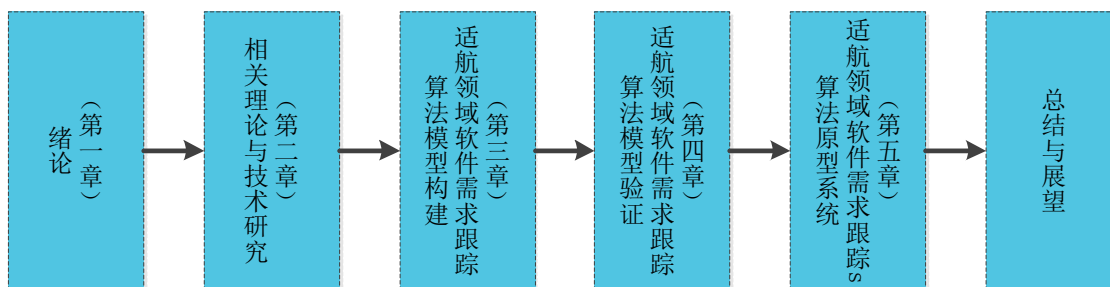 （第一章）
绪论
（第二章）
相关理论与技术研究
（第三章）
适航领域软件需求跟踪
算法模型构建
（第四章）
适航领域软件需求跟踪
算法模型验证
（第五章）
适航领域软件需求跟踪s
算法原型系统
总结与展望